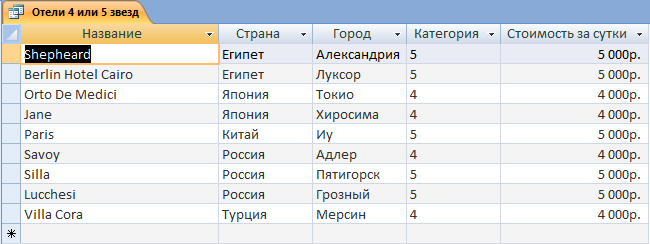 Отели 4 или 5 звезд
Название Страна Город Категория Стоимость за сутки
Shepheard Египет Александрия 5 5 000р.
Berlin Hotel Cairo Египет Луксор 5 5 000р.
Orto De Medici Япония Токио 4 4 000р.
Jane Япония Хиросима 4 4 000р.
Paris Китай Иу 5 5 000р.
Savoy Россия Адлер 4 4 000р.
Silla Россия Пятигорск 5 5 000р.
Lucchesi Россия Грозный 5 5 000р.
Villa Cora Турция Мерсин 4 4 000р.